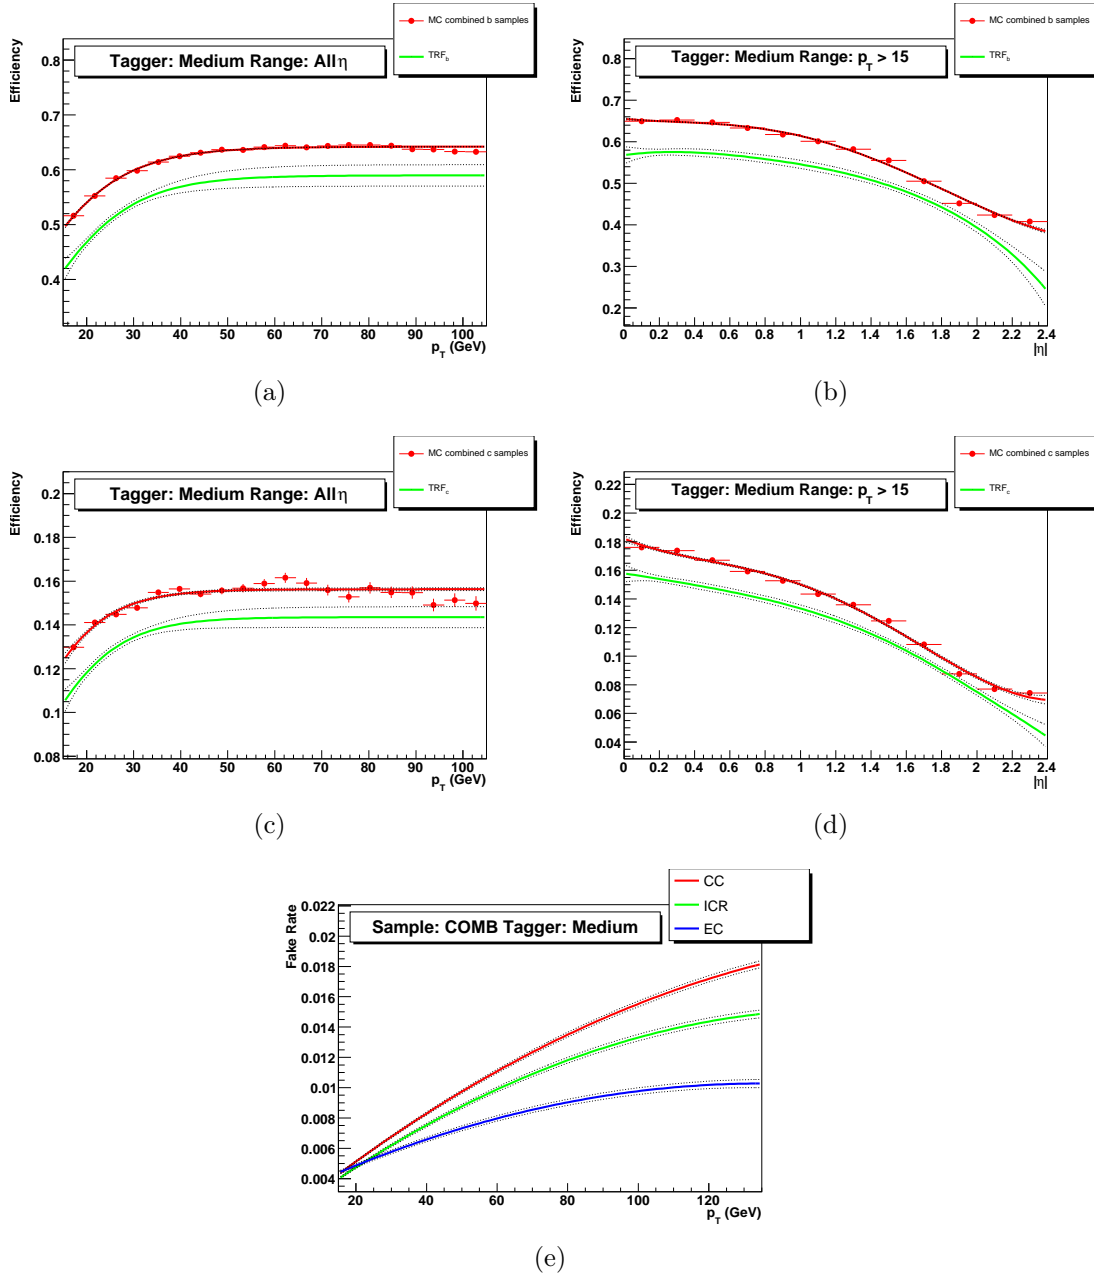 MC combined b samples
TRF_b
Tagger: Medium Range: All η
Efficiency
0.8
0.7
0.6
0.5
0.4
20 30 40 50 60 70 80 90 100
p_T (GeV)
(a)
MC combined b samples
TRF_b
Tagger: Medium Range: p_T > 15
Efficiency
0.8
0.7
0.6
0.5
0.4
0.3
0.2
0 0.2 0.4 0.6 0.8 1 1.2 1.4 1.6 1.8 2 2.2 2.4
|η|
(b)
MC combined c samples
TRF_c
Tagger: Medium Range: All η
Efficiency
0.2
0.18
0.16
0.14
0.12
0.1
0.08
20 30 40 50 60 70 80 90 100
p_T (GeV)
(c)
MC combined c samples
TRF_c
Tagger: Medium Range: p_T > 15
Efficiency
0.22
0.2
0.18
0.16
0.14
0.12
0.1
0.08
0.06
0.04
0 0.2 0.4 0.6 0.8 1 1.2 1.4 1.6 1.8 2 2.2 2.4
|η|
(d)
CC
ICR
EC
Sample: COMB Tagger: Medium
Fake Rate
0.022
0.02
0.018
0.016
0.014
0.012
0.01
0.008
0.006
0.004
20 40 60 80 100 120
p_T (GeV)
(e)